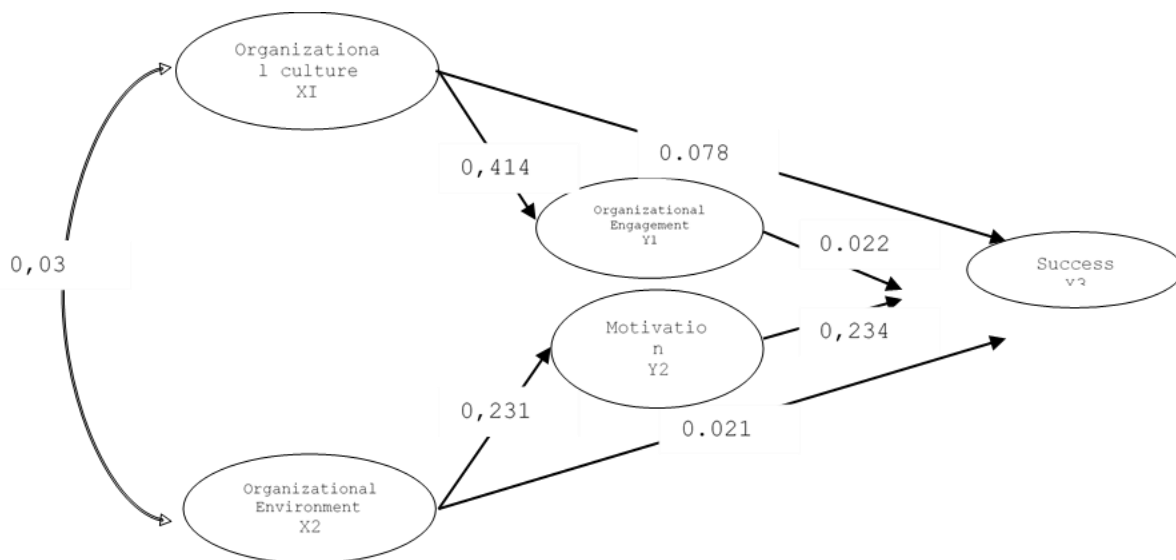 Organizationa
l culture
XI
0,414
0.078
Organizational
Engagement
Y1
0.022
0,03
Success
Y3
Motivatio
n
Y2
0,234
0,231
0.021
Organizational
Environment
X2